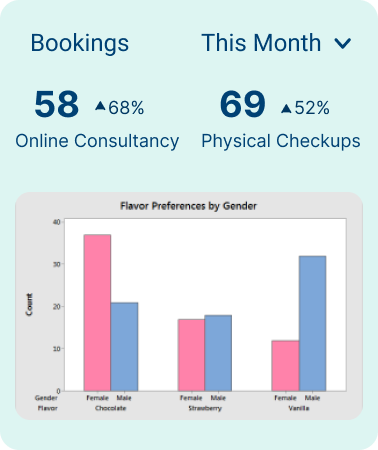 Bookings This Month
58 ▲68% 69 ▲52%
Online Consultancy Physical Checkups
Flavor Preferences by Gender
Count
40
30
20
10
0
Gender Female Male Female Male Female Male
Flavor Chocolate Strawberry Vanilla